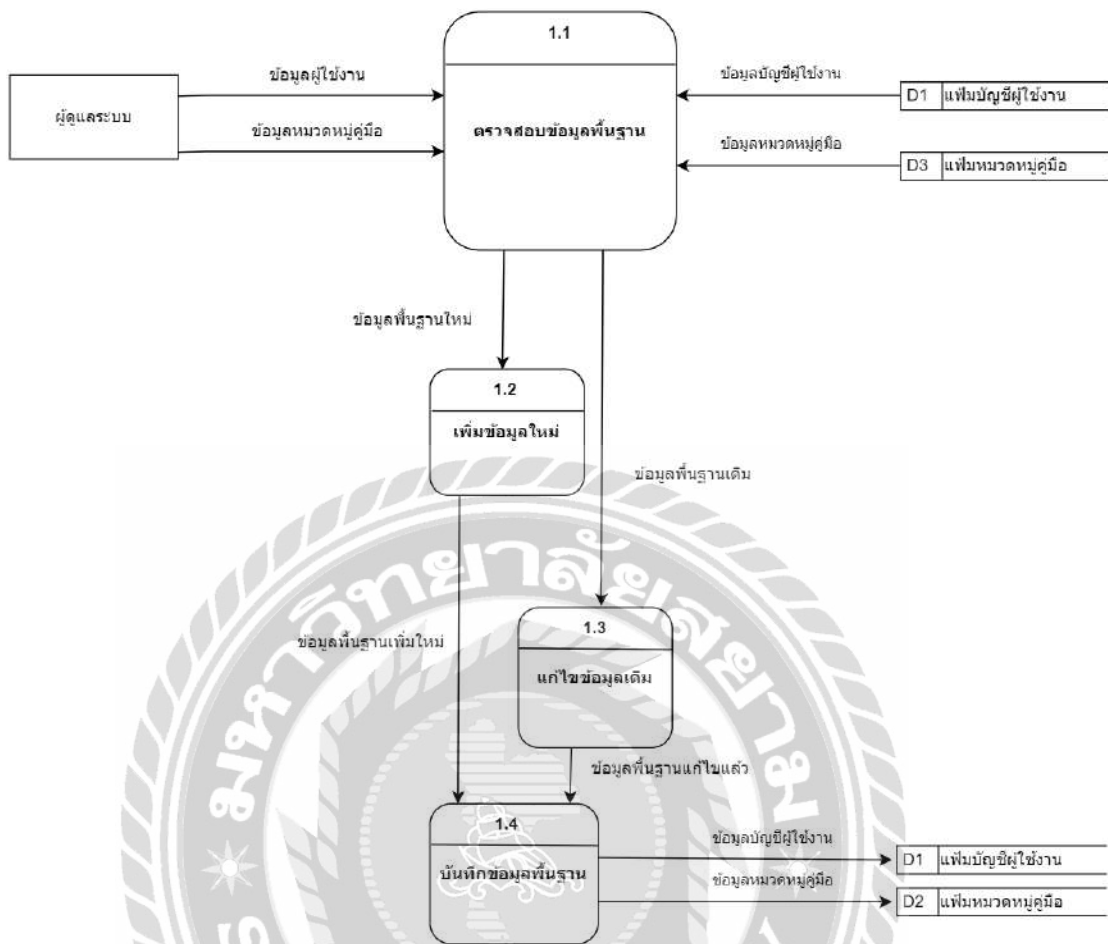 1.1
ข้อมูลผู้ใช้งาน
ข้อมูลบัญชีผู้ใช้งาน
ผู้ดูแลระบบ
D1 แฟ้มบัญชีผู้ใช้งาน
ข้อมูลหมวดหมู่คู่มือ
ตรวจสอบข้อมูลพื้นฐาน
ข้อมูลหมวดหมู่คู่มือ
D3 แฟ้มหมวดหมู่คู่มือ
ข้อมูลพื้นฐานใหม่
1.2
เพิ่มข้อมูลใหม่
ข้อมูลพื้นฐานเดิม
มหาวิทยาลัยสยาม
1.3
ข้อมูลพื้นฐานเพิ่มใหม่
แก้ไขข้อมูลเดิม
ข้อมูลพื้นฐานแก้ไขแล้ว
1.4
ข้อมูลบัญชีผู้ใช้งาน
D1 แฟ้มบัญชีผู้ใช้งาน
บันทึกข้อมูลพื้นฐาน
ข้อมูลหมวดหมู่คู่มือ
D2 แฟ้มหมวดหมู่คู่มือ